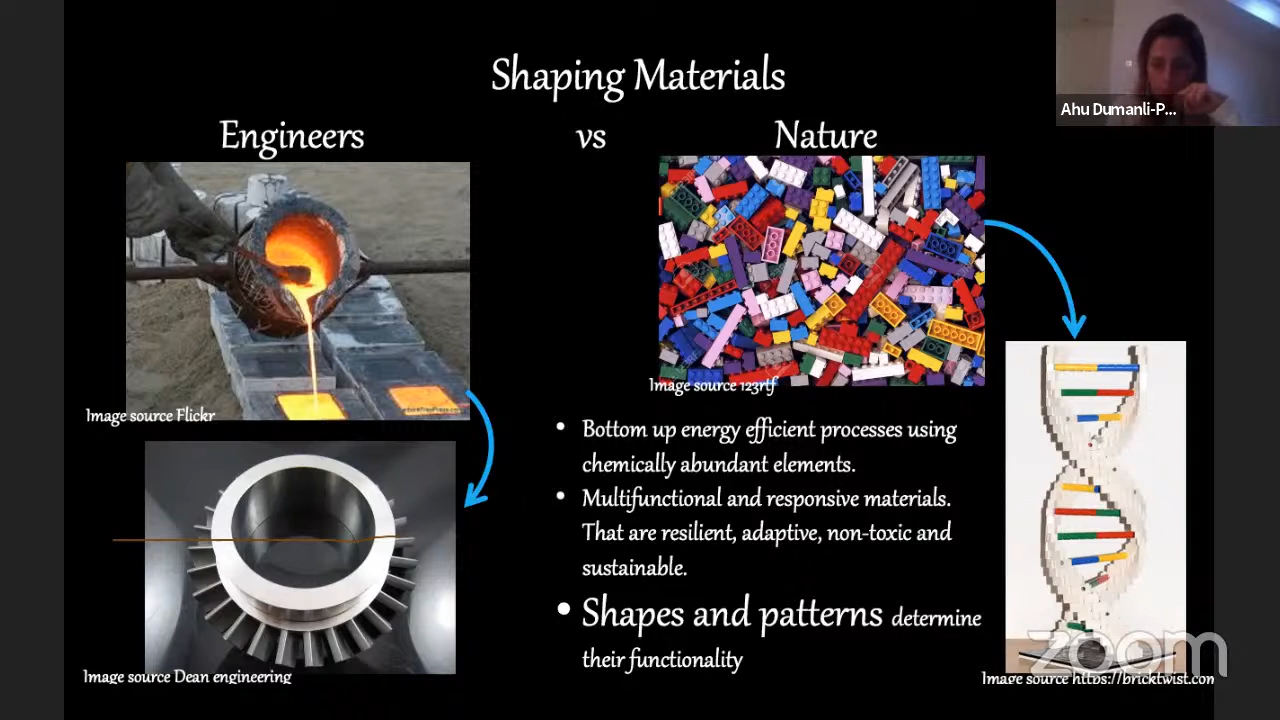 Shaping Materials
Engineers vs Nature
Ahu Dumanli-P...
Image source Flickr
Image source 123rtf
• Bottom up energy efficient processes using
chemically abundant elements.
• Multifunctional and responsive materials.
That are resilient, adaptive, non-toxic and
sustainable.
• Shapes and patterns determine
their functionality
Image source Dean engineering
zoom
Image source https://bricktwist.com